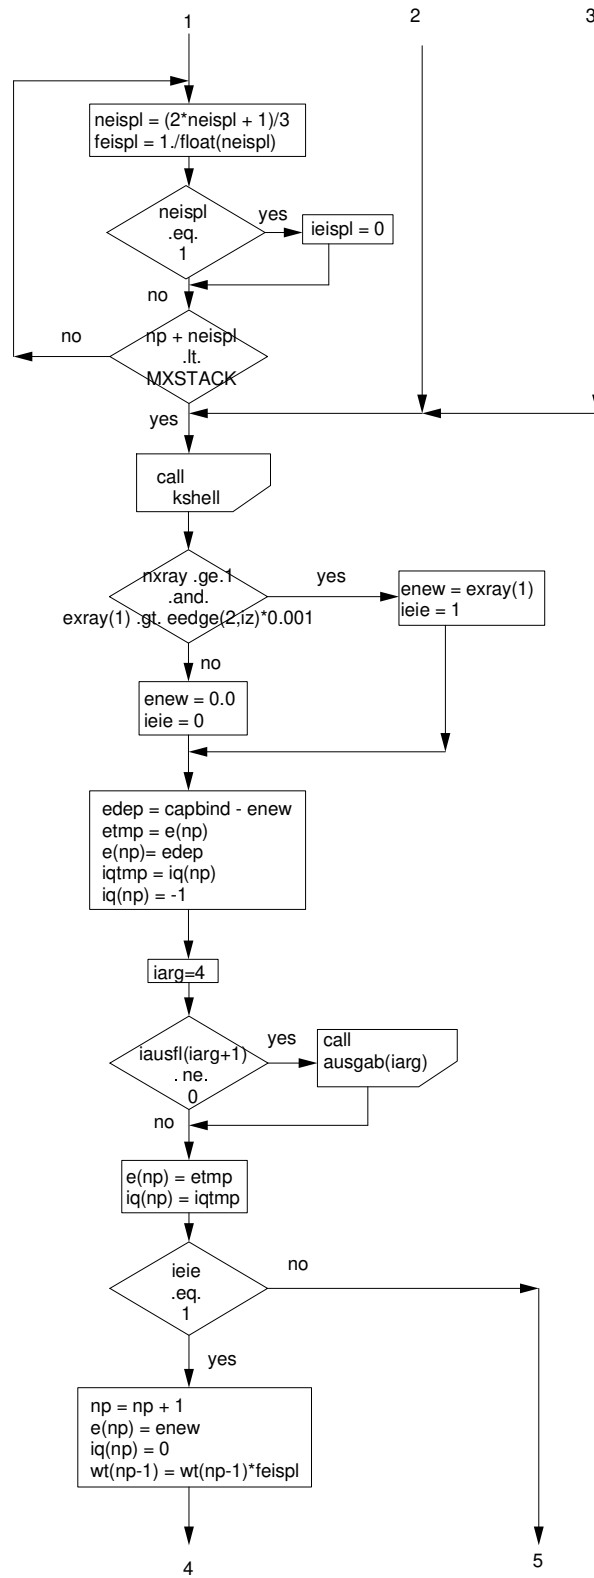 1
2
3
neispl = (2*neispl + 1)/3
feispl = 1./float(neispl)
neispl
.eq.
1
yes
ieispl = 0
no
np + neispl
.lt.
MXSTACK
no
yes
call
kshell
nxray .ge.1
.and.
exray(1) .gt. eedge(2,iz)*0.001
yes
enew = exray(1)
ieie = 1
no
enew = 0.0
ieie = 0
edep = capbind - enew
etmp = e(np)
e(np)= edep
iqtmp = iq(np)
iq(np) = -1
iarg=4
iausfl(iarg+1)
. ne.
0
yes
call
ausgab(iarg)
no
e(np) = etmp
iq(np) = iqtmp
ieie
.eq.
1
no
yes
np = np + 1
e(np) = enew
iq(np) = 0
wt(np-1) = wt(np-1)*feispl
4
5